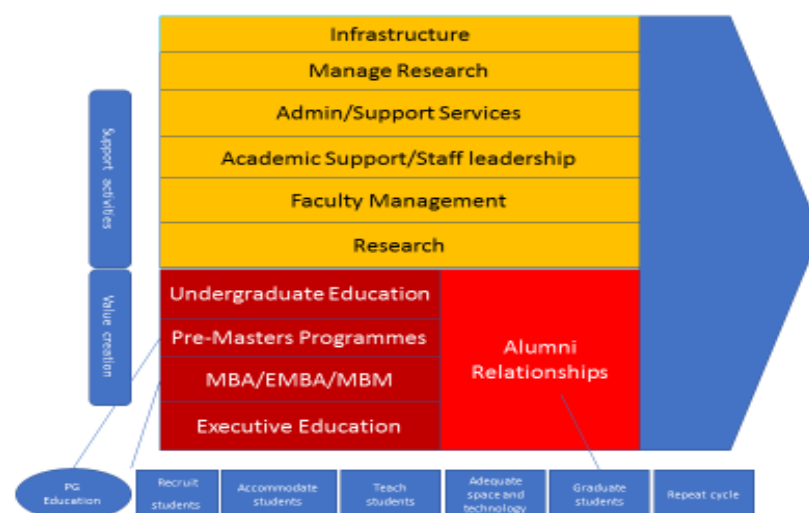 Infrastructure
Manage Research
Admin/Support Services
Academic Support/Staff leadership
Faculty Management
Research
Support activities
Undergraduate Education
Pre-Masters Programmes
MBA/EMBA/MBM
Executive Education
Value creation
Alumni
Relationships
PG
Education
Recruit
students
Accommodate
students
Teach
students
Adequate
space and
technology
Graduate
students
Repeat cycle